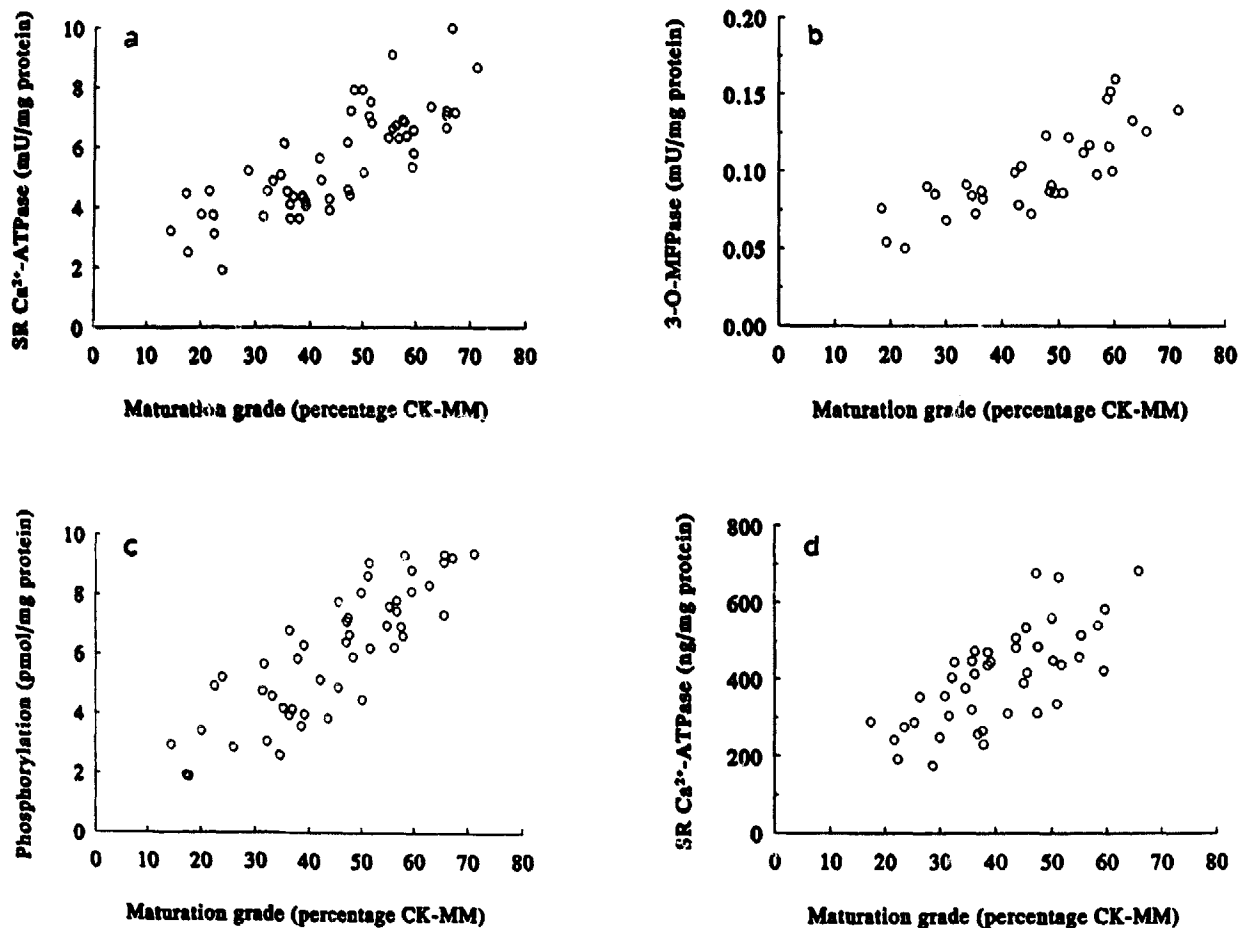 a
SR Ca²⁺-ATPase (mU/mg protein)
10
8
6
4
2
0
0 10 20 30 40 50 60 70 80
Maturation grade (percentage CK-MM)
b
3-O-MFPase (mU/mg protein)
0.20
0.15
0.10
0.05
0.00
0 10 20 30 40 50 60 70 80
Maturation grade (percentage CK-MM)
c
Phosphorylation (pmol/mg protein)
10
8
6
4
2
0
0 10 20 30 40 50 60 70 80
Maturation grade (percentage CK-MM)
d
SR Ca²⁺-ATPase (ng/mg protein)
800
600
400
200
0
0 10 20 30 40 50 60 70 80
Maturation grade (percentage CK-MM)